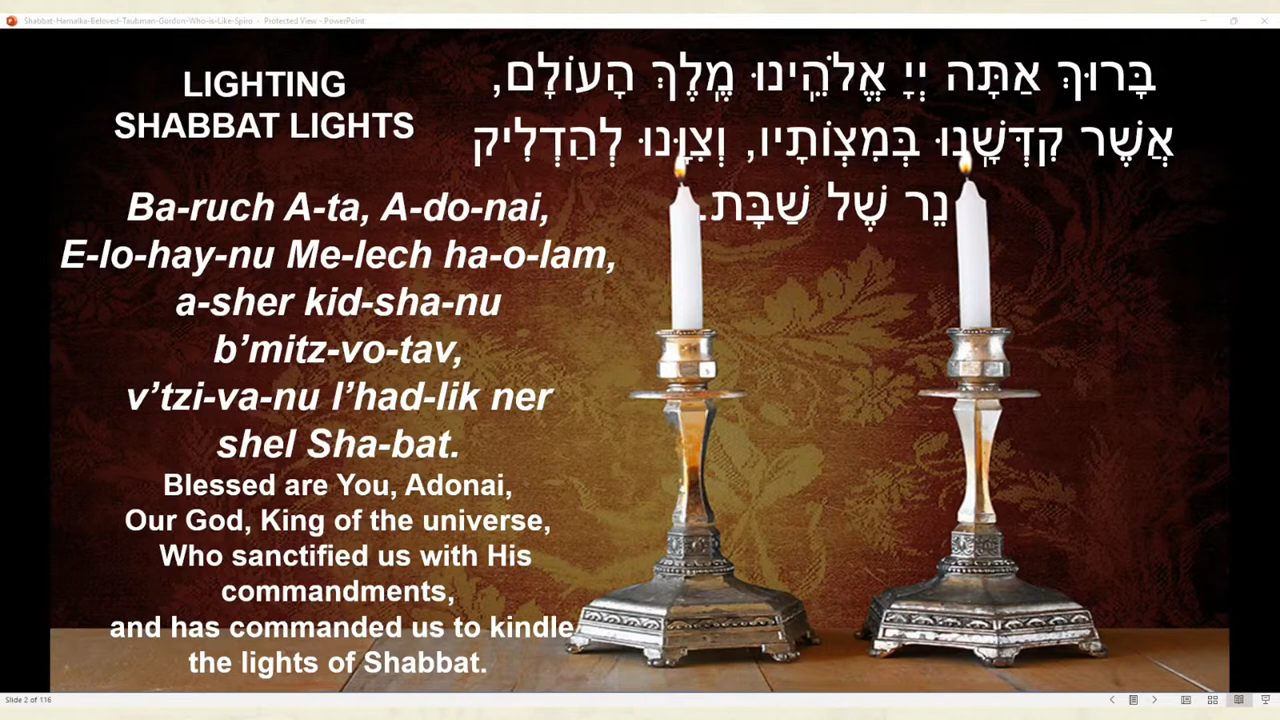 Shabbat-Hamalka-Beloved-Taubman-Gordon-Who-is-Like-Spiro - Protected View - PowerPoint
LIGHTING
SHABBAT LIGHTS
בָּרוּךְ אַתָּה יְיָ אֱלֹהֵֽינוּ מֶֽלֶךְ הָעוֹלָם,
אֲשֶׁר קִדְּשָֽׁנוּ בְּמִצְוֹתָיו, וְצִוָּֽנוּ לְהַדְלִיק
נֵר שֶׁל שַׁבָּת.
Ba-ruch A-ta, A-do-nai,
E-lo-hay-nu Me-lech ha-o-lam,
a-sher kid-sha-nu
b’mitz-vo-tav,
v’tzi-va-nu l’had-lik ner
shel Sha-bat.
Blessed are You, Adonai,
Our God, King of the universe,
Who sanctified us with His
commandments,
and has commanded us to kindle
the lights of Shabbat.
Slide 2 of 116